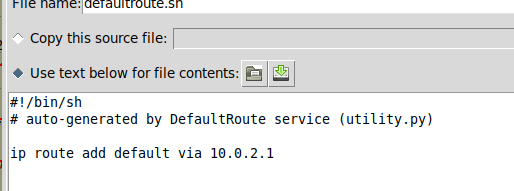 File name: defaultroute.sh
Copy this source file:
Use text below for file contents:
#!/bin/sh
# auto-generated by DefaultRoute service (utility.py)
ip route add default via 10.0.2.1